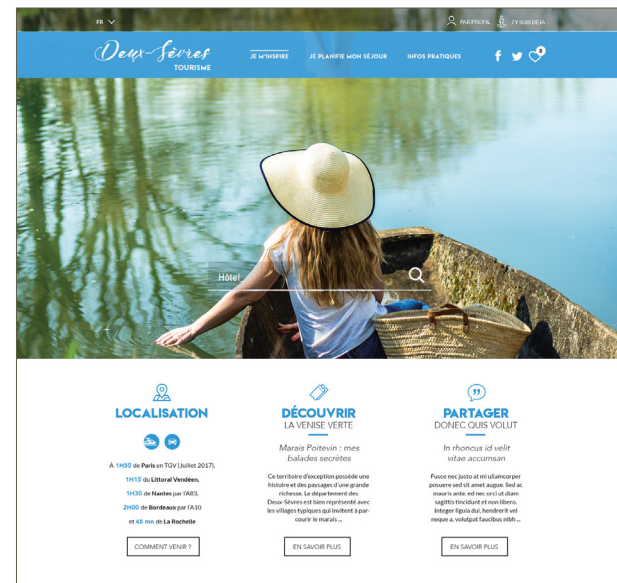 FR
PAR PROFIL
J'Y SUIS DÉJÀ
Deux-Sèvres
TOURISME
JE M'INSPIRE
JE PLANIFIE MON SÉJOUR
INFOS PRATIQUES
f
Hôtel
LOCALISATION
À 1H50 de Paris en TGV (Juillet 2017),
1H15 du Littoral Vendéen,
1H30 de Nantes par l'A83,
2H00 de Bordeaux par l'A10
et 45 mn de La Rochelle
COMMENT VENIR ?
DÉCOUVRIR
LA VENISE VERTE
Marais Poitevin : mes
balades secrètes
Ce territoire d'exception possède une
histoire et des paysages d'une grande
richesse. Le département des
Deux-Sèvres est bien représenté avec
les villages typiques qui invitent à par-
courir le marais ...
EN SAVOIR PLUS
PARTAGER
DONEC QUIS VOLUT
In rhoncus id velit
vitae accumsan
Fusce nec justo at mi ullamcorper
posuere sed sit amet augue. Sed ac
mauris ante, ed nec orci ut diam
sagittis tincidunt et non libero.
Integer ligula dui, hendrerit vel
neque a, volutpat faucibus nibh ...
EN SAVOIR PLUS